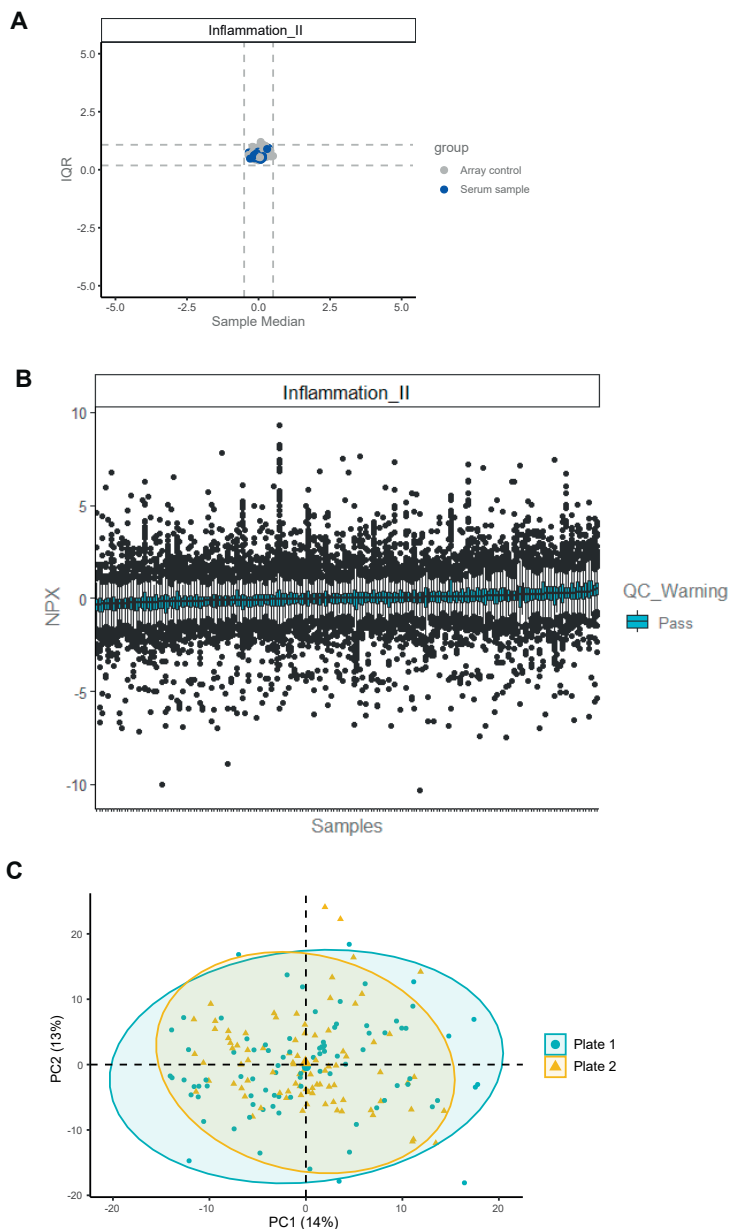 A
Inflammation_II
5.0
2.5
0.0
-2.5
-5.0
IQR
-5.0 -2.5 0.0 2.5 5.0
Sample Median
group
Array control
Serum sample
B
Inflammation_II
10
5
0
-5
-10
NPX
Samples
QC_Warning
Pass
C
20
10
0
-10
-20
PC2 (13%)
-20 -10 0 10 20
PC1 (14%)
Plate 1
Plate 2